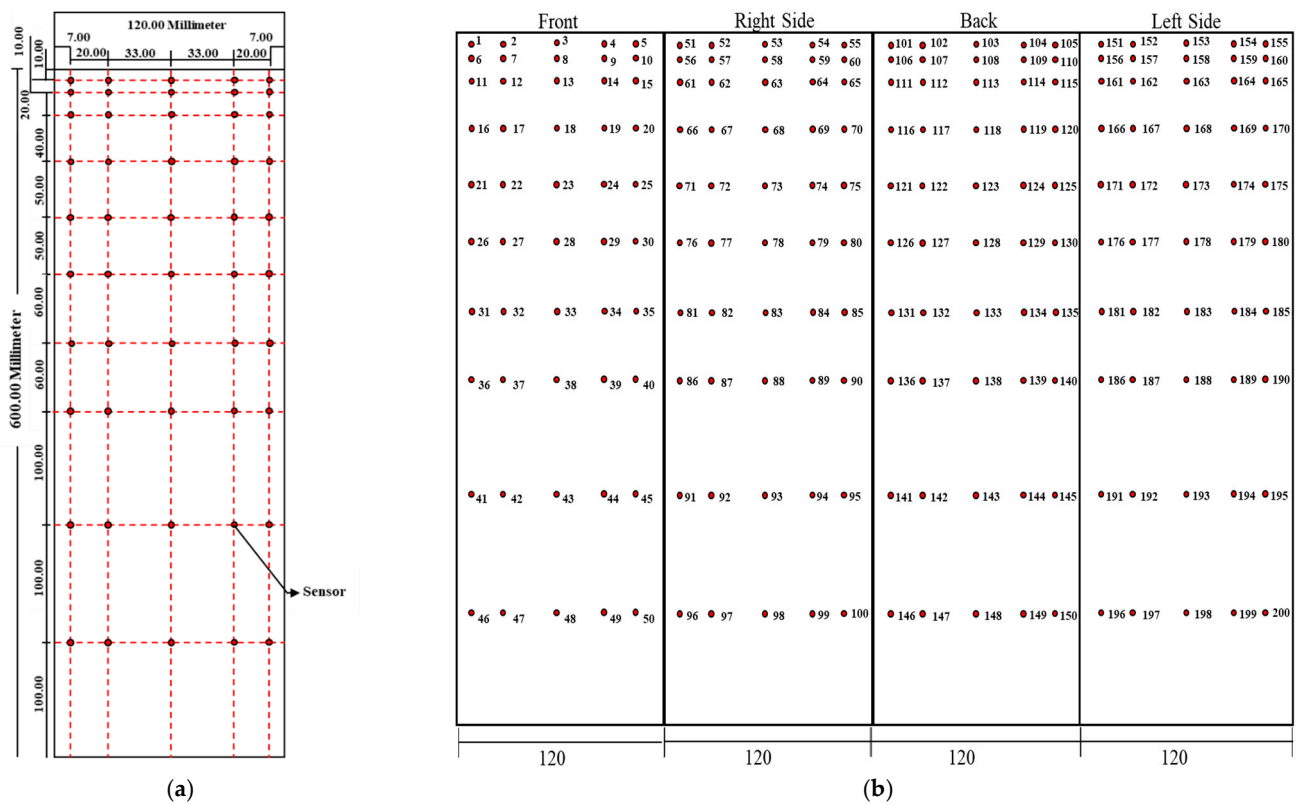 120.00 Millimeter
7.00 7.00
20.00 33.00 33.00 20.00
10.00
10.00
20.00
40.00
50.00
50.00
60.00
60.00
100.00
100.00
100.00
600.00 Millimeter
Sensor
(a)
Front Right Side Back Left Side
1 2 3 4 5 51 52 53 54 55 101 102 103 104 105 151 152 153 154 155
6 7 8 9 10 56 57 58 59 60 106 107 108 109 110 156 157 158 159 160
11 12 13 14 15 61 62 63 64 65 111 112 113 114 115 161 162 163 164 165
16 17 18 19 20 66 67 68 69 70 116 117 118 119 120 166 167 168 169 170
21 22 23 24 25 71 72 73 74 75 121 122 123 124 125 171 172 173 174 175
26 27 28 29 30 76 77 78 79 80 126 127 128 129 130 176 177 178 179 180
31 32 33 34 35 81 82 83 84 85 131 132 133 134 135 181 182 183 184 185
36 37 38 39 40 86 87 88 89 90 136 137 138 139 140 186 187 188 189 190
41 42 43 44 45 91 92 93 94 95 141 142 143 144 145 191 192 193 194 195
46 47 48 49 50 96 97 98 99 100 146 147 148 149 150 196 197 198 199 200
120 120 120 120
(b)